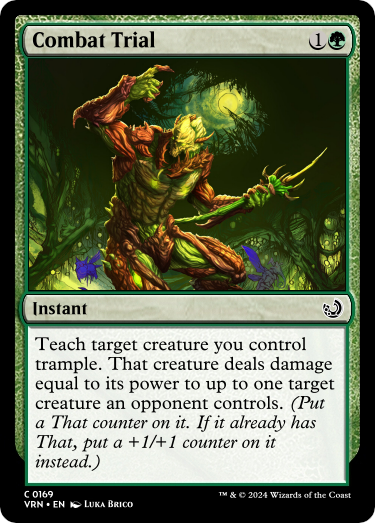 Combat Trial 1
Instant
Teach target creature you control
trample. That creature deals damage
equal to its power to up to one target
creature an opponent controls. (Put
a That counter on it. If it already has
That, put a +1/+1 counter on it
instead.)
C 0169
VRN • EN Luka Brico
™ & © 2024 Wizards of the Coast